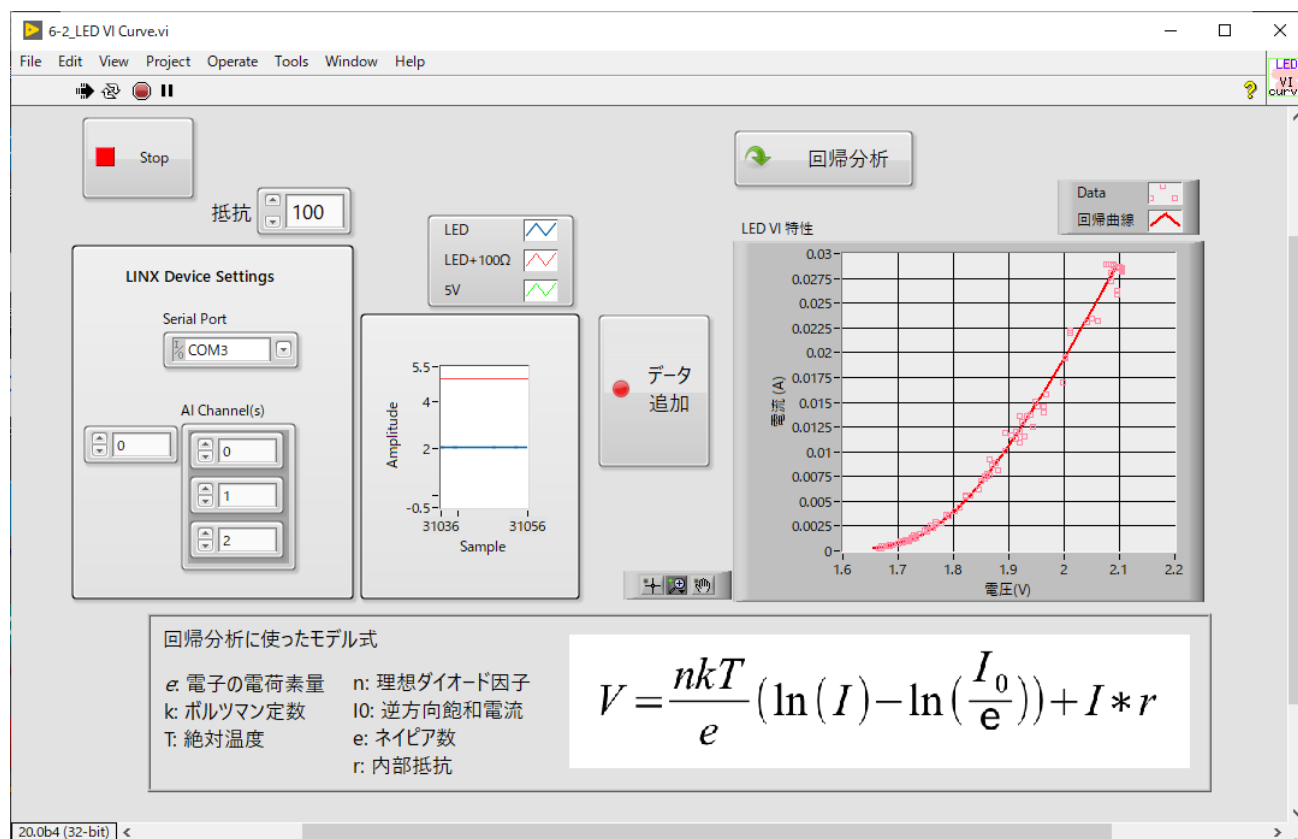 6-2_LED VI Curve.vi
File Edit View Project Operate Tools Window Help
LED
VI
curv
Stop
回帰分析
抵抗 100
Data
回帰曲線
LED
LED+100Ω
5V
LED VI 特性
LINX Device Settings
Serial Port
I/O COM3
AI Channel(s)
0
0
1
2
5.5
4
2
-0.5
Amplitude
31036 31056
Sample
データ
追加
0.03
0.0275
0.025
0.0225
0.02
0.0175
0.015
0.0125
0.01
0.0075
0.005
0.0025
0
電流 (A)
1.6 1.7 1.8 1.9 2 2.1 2.2
電圧(V)
回帰分析に使ったモデル式
e: 電子の電荷素量
k: ボルツマン定数
T: 絶対温度
n: 理想ダイオード因子
I0: 逆方向飽和電流
e: ネイピア数
r: 内部抵抗
V=nkT/e(ln(I)−ln(I0/e))+I*r
20.0b4 (32-bit)